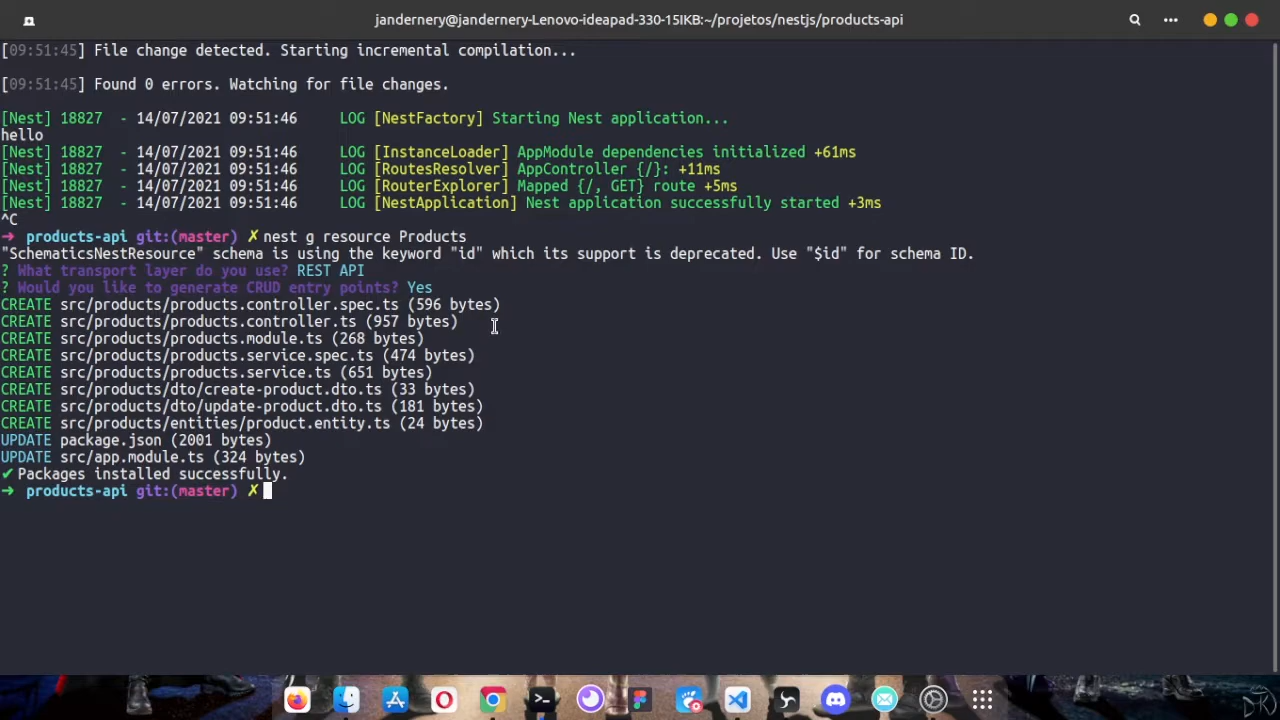 jandernery@jandernery-Lenovo-ideapad-330-15IKB:~/projetos/nestjs/products-api
[09:51:45] File change detected. Starting incremental compilation...
[09:51:45] Found 0 errors. Watching for file changes.
[Nest] 18827  - 14/07/2021 09:51:46     LOG [NestFactory] Starting Nest application...
hello
[Nest] 18827  - 14/07/2021 09:51:46     LOG [InstanceLoader] AppModule dependencies initialized +61ms
[Nest] 18827  - 14/07/2021 09:51:46     LOG [RoutesResolver] AppController {/}: +11ms
[Nest] 18827  - 14/07/2021 09:51:46     LOG [RouterExplorer] Mapped {/, GET} route +5ms
[Nest] 18827  - 14/07/2021 09:51:46     LOG [NestApplication] Nest application successfully started +3ms
^C
➜  products-api git:(master) ✗ nest g resource Products
"SchematicsNestResource" schema is using the keyword "id" which its support is deprecated. Use "$id" for schema ID.
? What transport layer do you use? REST API
? Would you like to generate CRUD entry points? Yes
CREATE src/products/products.controller.spec.ts (596 bytes)
CREATE src/products/products.controller.ts (957 bytes)
CREATE src/products/products.module.ts (268 bytes)
CREATE src/products/products.service.spec.ts (474 bytes)
CREATE src/products/products.service.ts (651 bytes)
CREATE src/products/dto/create-product.dto.ts (33 bytes)
CREATE src/products/dto/update-product.dto.ts (181 bytes)
CREATE src/products/entities/product.entity.ts (24 bytes)
UPDATE package.json (2001 bytes)
UPDATE src/app.module.ts (324 bytes)
✔ Packages installed successfully.
➜  products-api git:(master) ✗